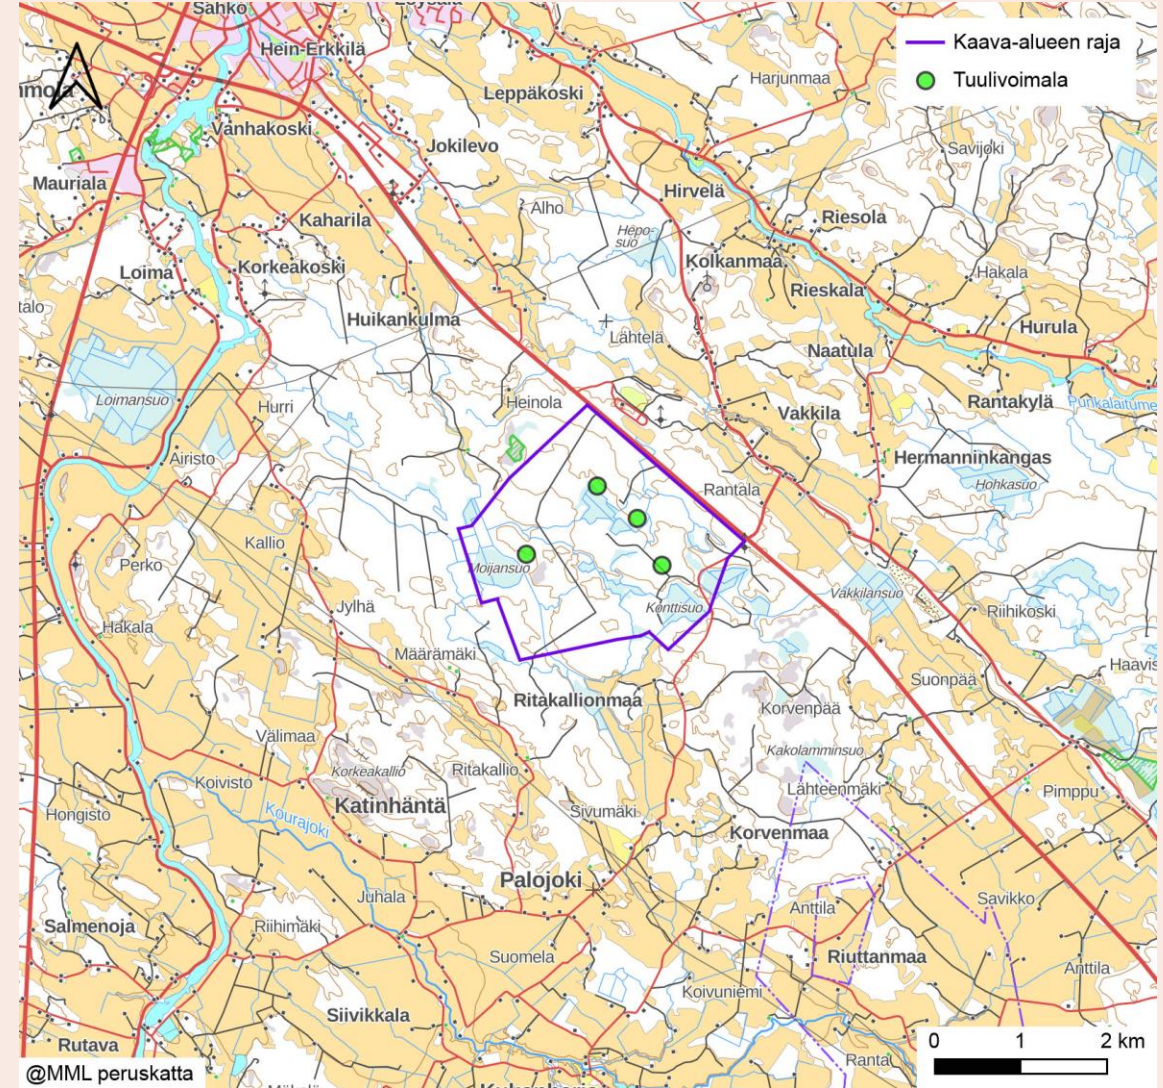 Sahko
Hein-Erkkilä
Kaava-alueen raja
Tuulivoimala
Harjunmaa
Leppäkoski
Vanhakoski
Jokilevo
Savijoki
Mauriala
Hirvelä
Alho
Riesola
Kaharila
Hepo-
suo
Kolkanmaa
Loima
Korkeakoski
Hakala
Rieskala
talo
Huikankulma
Lähtelä
Hurula
Naatula
Loimansuo
Hurri
Heinola
Vakkila
Rantakylä
Punkalaitume
Airisto
Hermanninkangas
Hohkasuo
Rantala
Kallio
Perko
Moijansuo
Konttisuo
Vakkilansuo
Jylhä
Riihikoski
Hakala
Määrämäki
Haavis
Suonpää
Ritakallionmaa
Korvenpää
Välimaa
Kakolamminsuo
Korkeakallio
Ritakallio
Koivisto
Lähteenmäki
Pimppu
Hongisto
Katinhäntä
Sivumäki
Kourajoki
Korvenmaa
Palojoki
Juhala
Savikko
Anttila
Salmenoja
Riihimäki
Suomela
Riuttanmaa
Anttila
Koivuniemi
Siivikkala
0 1 2 km
Rutava
Ranta
@MML peruskatta